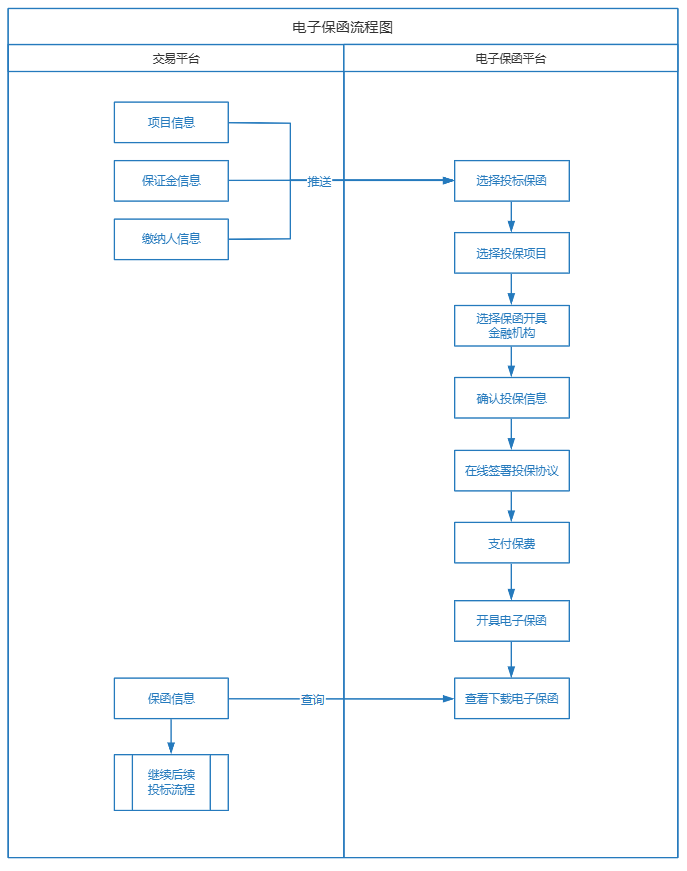 电子保函流程图
交易平台
电子保函平台
项目信息
保证金信息
推送
选择投标保函
缴纳人信息
选择投保项目
选择保函开具
金融机构
确认投保信息
在线签署投保协议
支付保费
开具电子保函
保函信息
查询
查看下载电子保函
继续后续
投标流程